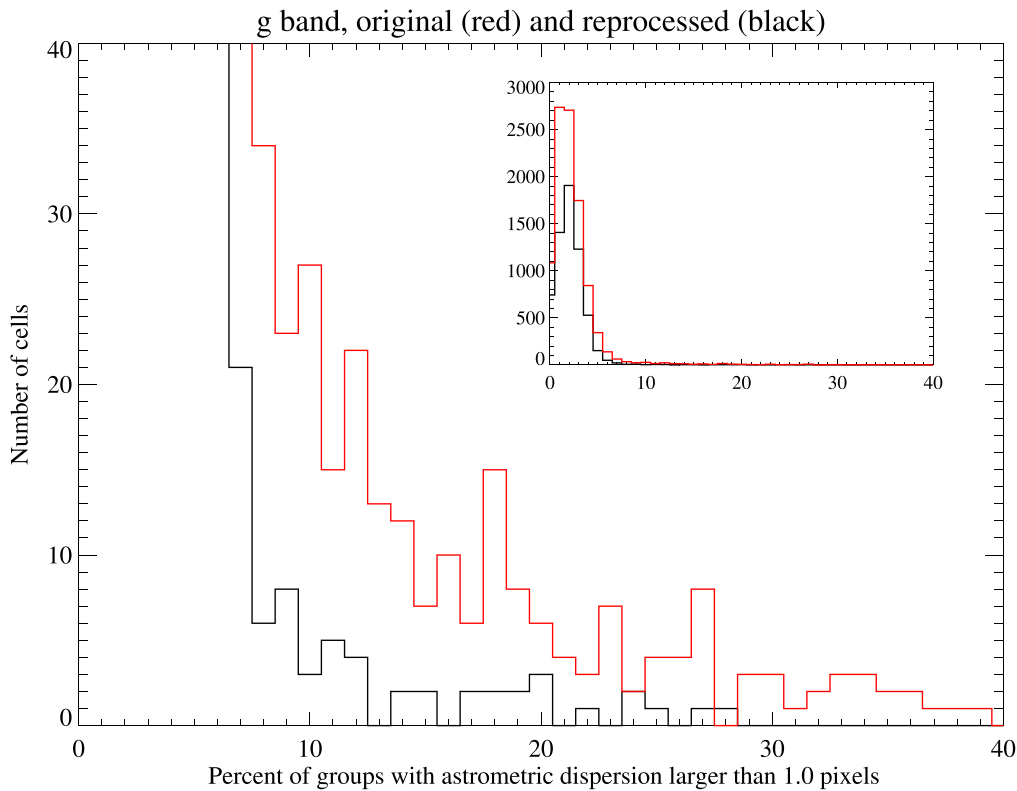 g band, original (red) and reprocessed (black)
40
30
20
10
0
Number of cells
3000
2500
2000
1500
1000
500
0
0 10 20 30 40
0 10 20 30 40
Percent of groups with astrometric dispersion larger than 1.0 pixels